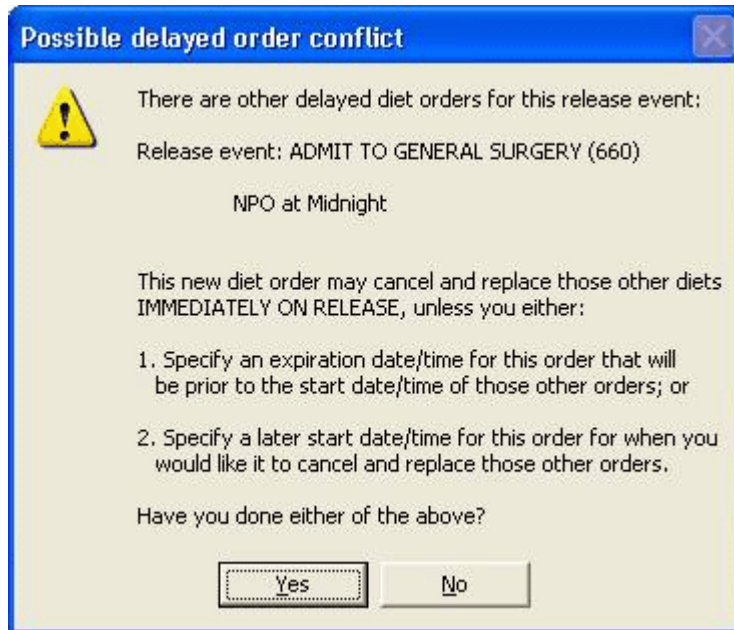 Possible delayed order conflict
There are other delayed diet orders for this release event:
Release event: ADMIT TO GENERAL SURGERY (660)
NPO at Midnight
This new diet order may cancel and replace those other diets
IMMEDIATELY ON RELEASE, unless you either:
1. Specify an expiration date/time for this order that will
be prior to the start date/time of those other orders; or
2. Specify a later start date/time for this order for when you
would like it to cancel and replace those other orders.
Have you done either of the above?
Yes No